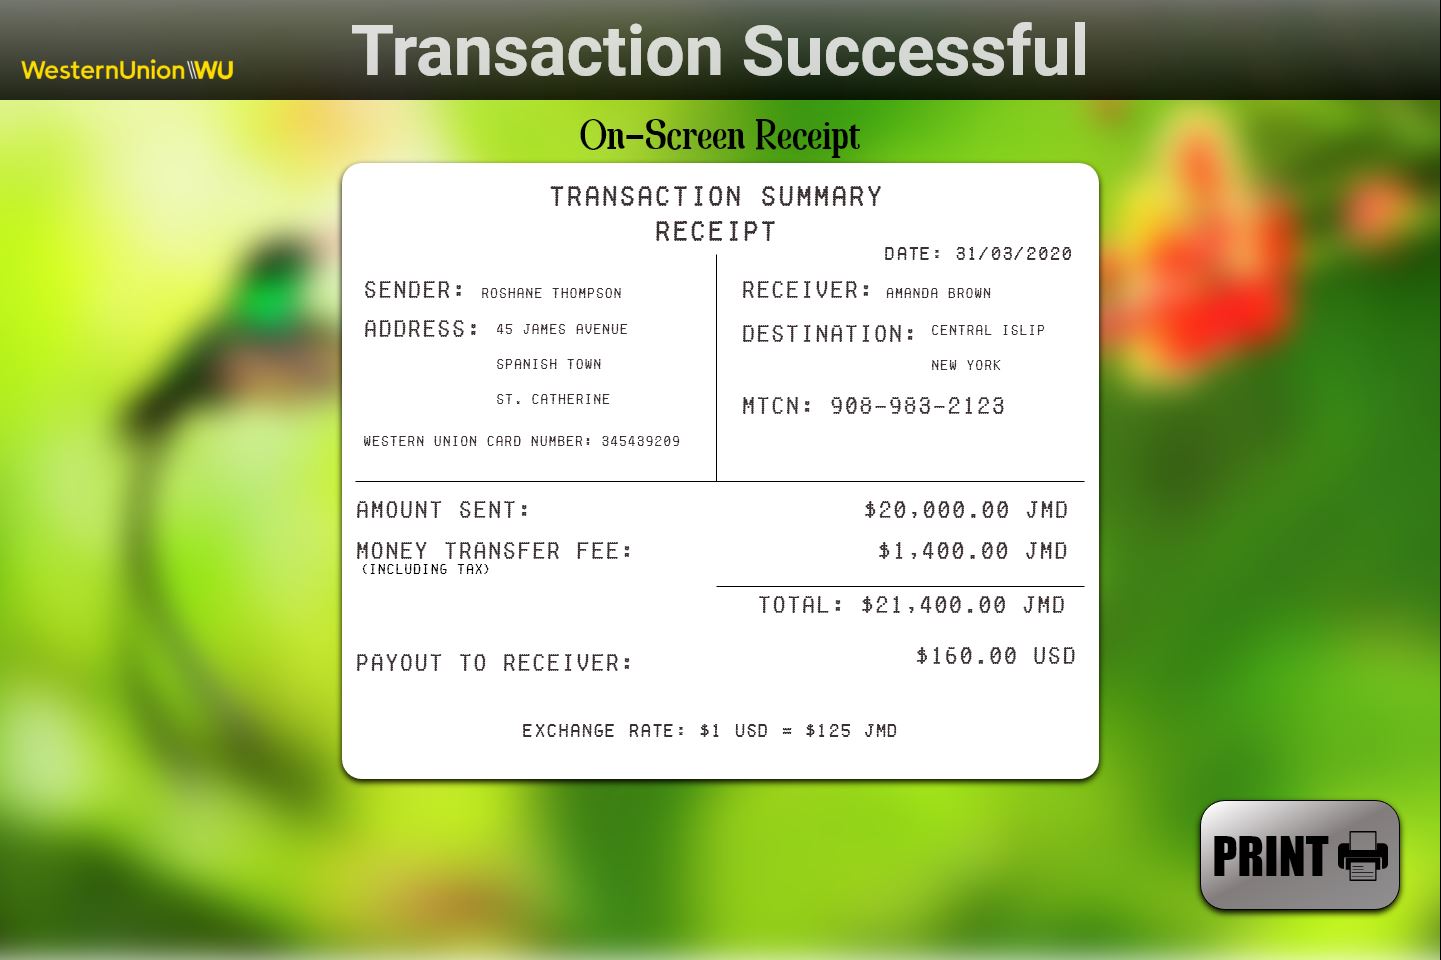 Transaction Successful
WesternUnion\\WU
On-Screen Receipt
TRANSACTION SUMMARY
RECEIPT
DATE: 31/03/2020
SENDER: ROSHANE THOMPSON
ADDRESS: 45 JAMES AVENUE
SPANISH TOWN
ST. CATHERINE
WESTERN UNION CARD NUMBER: 345439209
RECEIVER: AMANDA BROWN
DESTINATION: CENTRAL ISLIP
NEW YORK
MTCN: 908-983-2123
AMOUNT SENT: $20,000.00 JMD
MONEY TRANSFER FEE: $1,400.00 JMD
(INCLUDING TAX)
TOTAL: $21,400.00 JMD
PAYOUT TO RECEIVER: $160.00 USD
EXCHANGE RATE: $1 USD = $125 JMD
PRINT